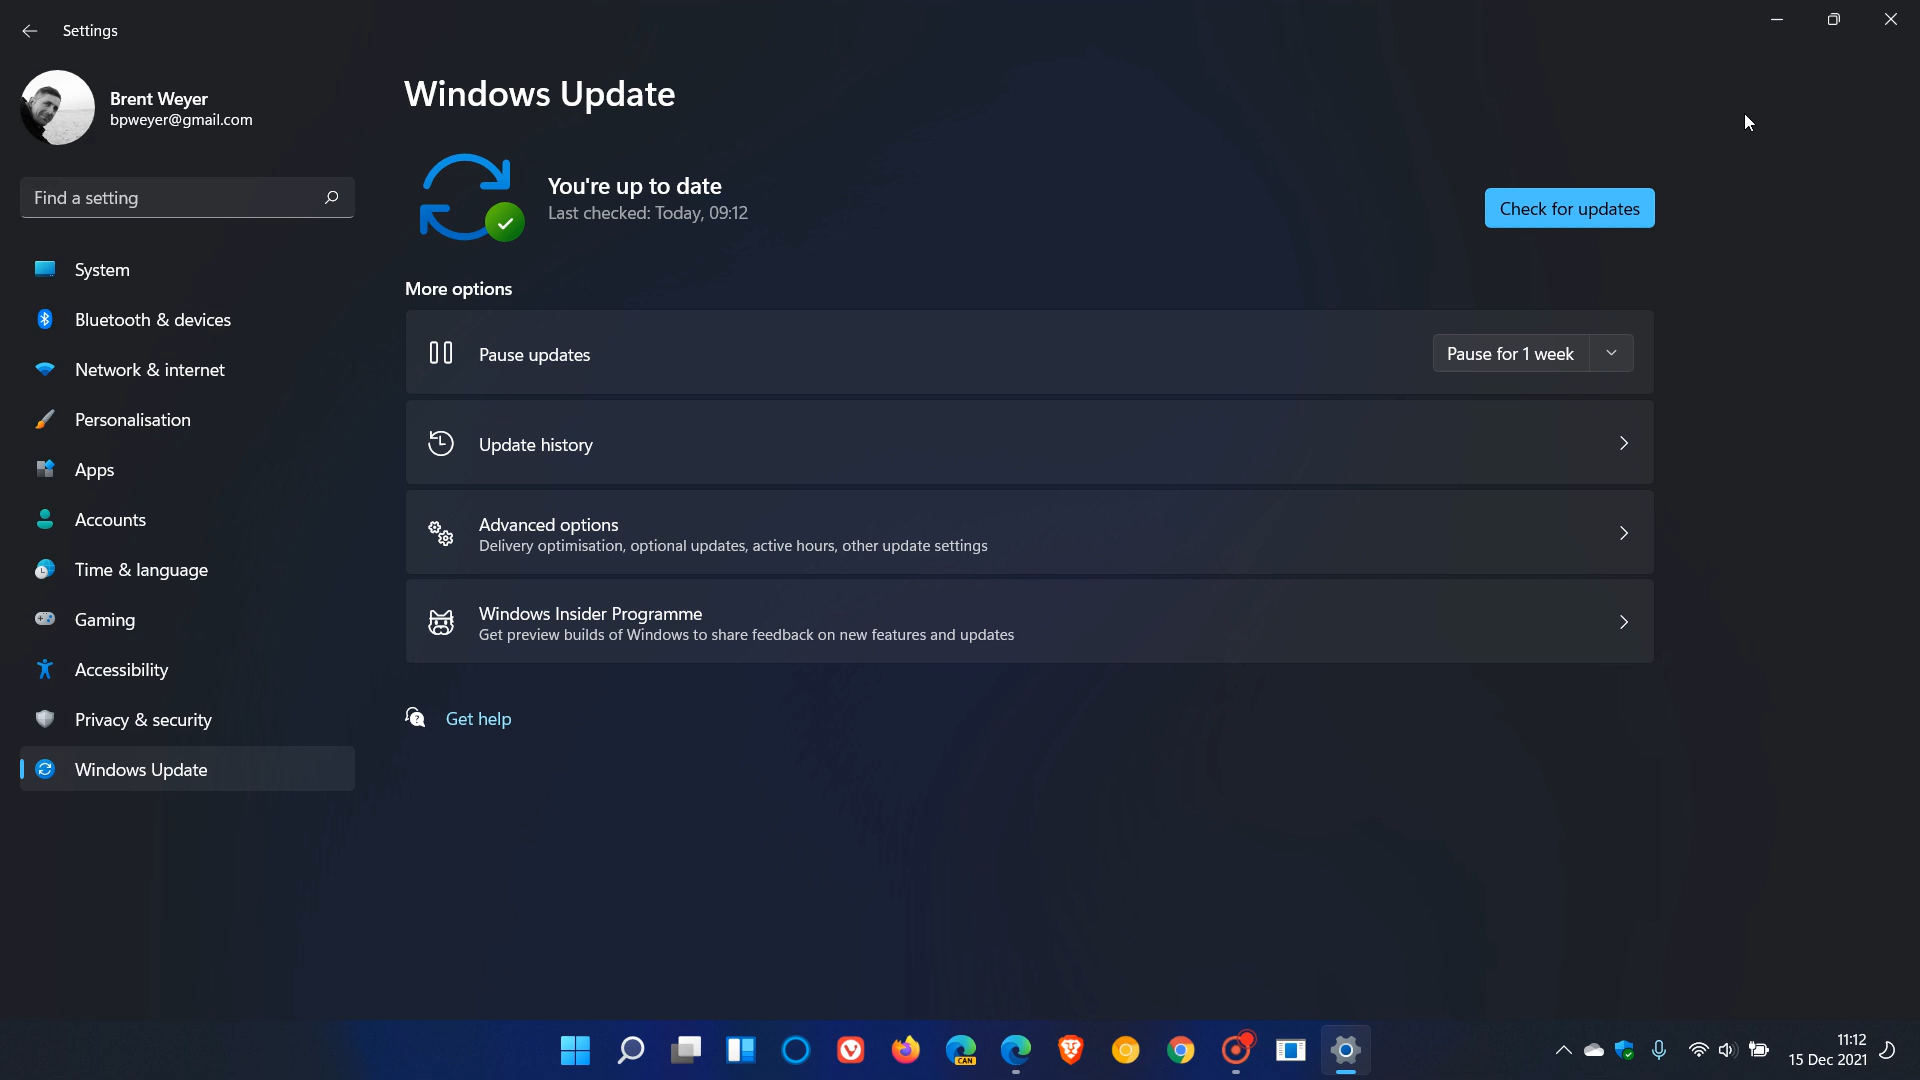 Settings
Brent Weyer
bpweyer@gmail.com
Find a setting
System
Bluetooth & devices
Network & internet
Personalisation
Apps
Accounts
Time & language
Gaming
Accessibility
Privacy & security
Windows Update
Windows Update
You're up to date
Last checked: Today, 09:12
Check for updates
More options
Pause updates
Pause for 1 week
Update history
Advanced options
Delivery optimisation, optional updates, active hours, other update settings
Windows Insider Programme
Get preview builds of Windows to share feedback on new features and updates
Get help
CAN
11:12
15 Dec 2021